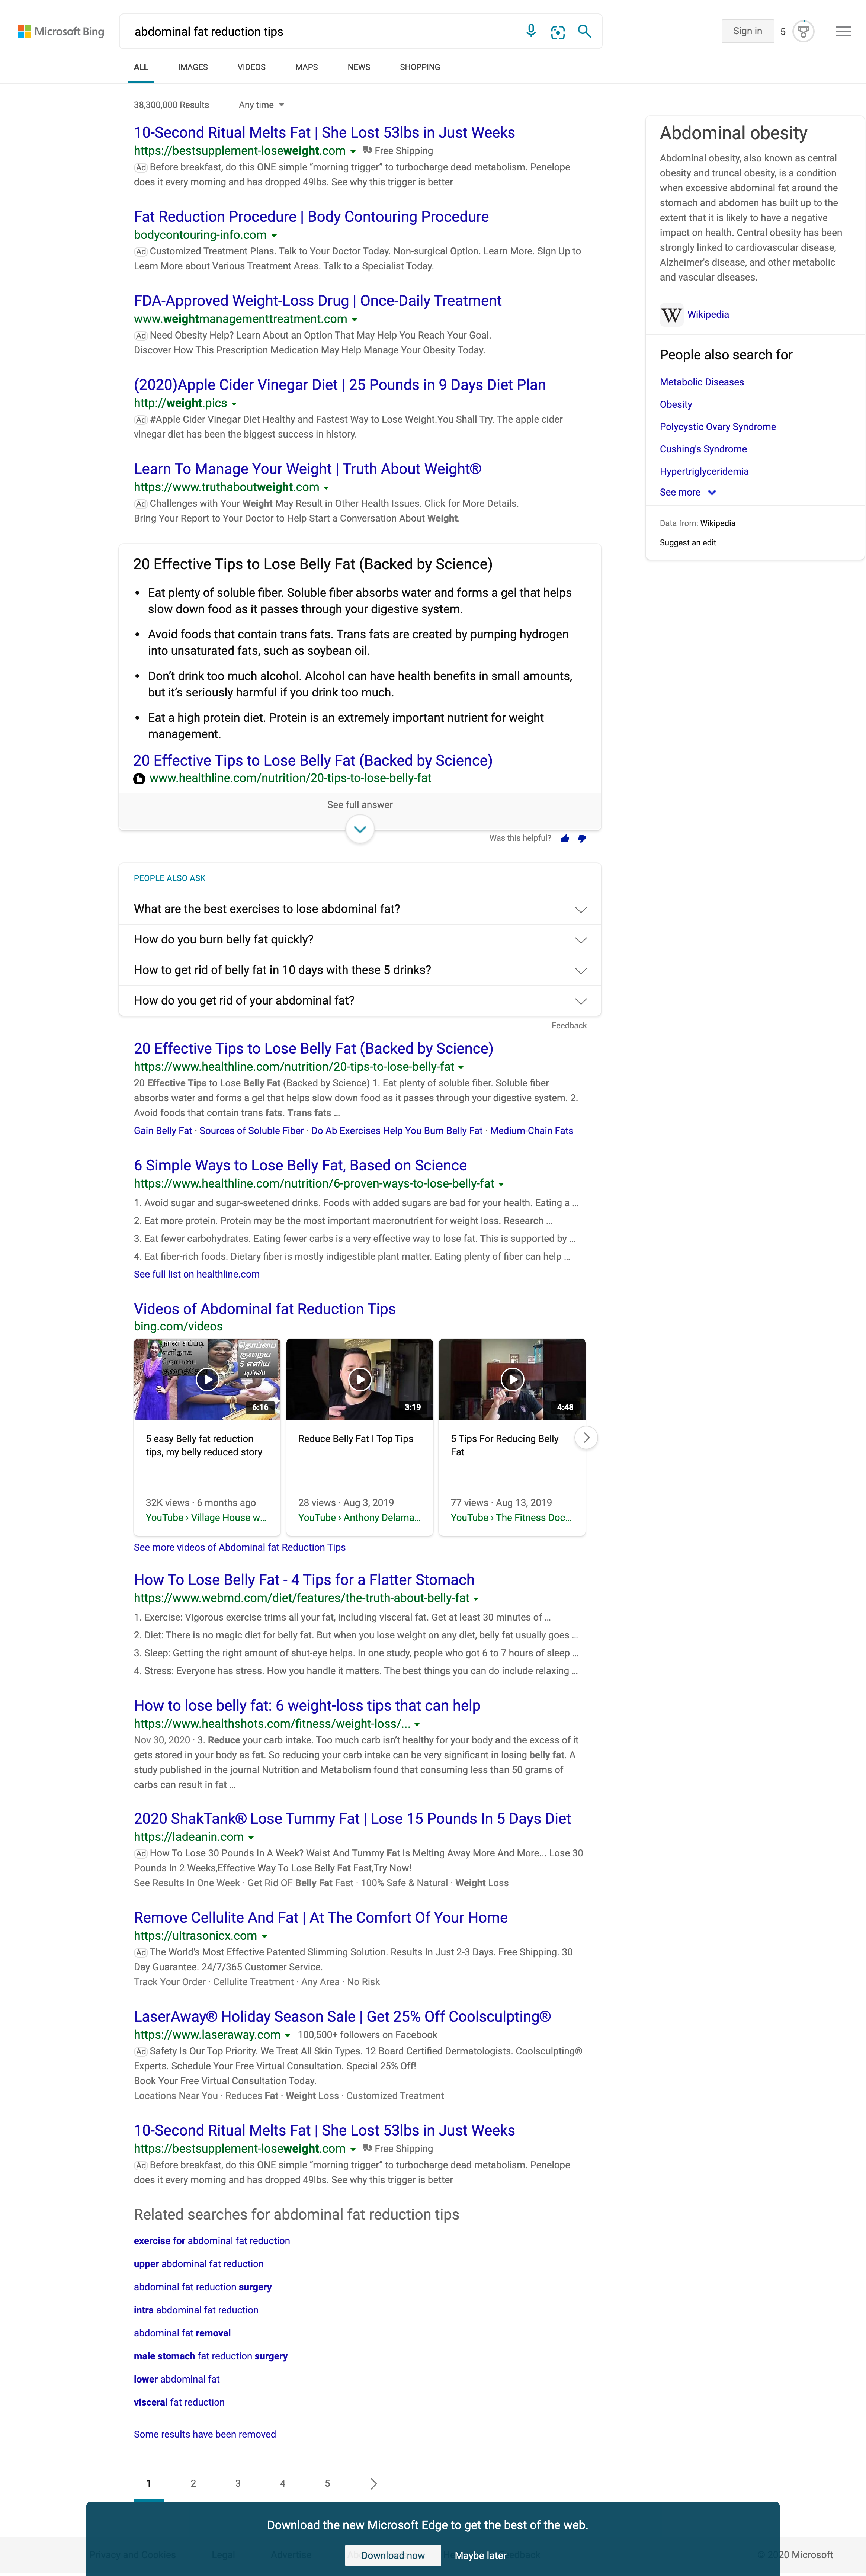 Microsoft Bing
abdominal fat reduction tips
Sign in
5
ALL
IMAGES
VIDEOS
MAPS
NEWS
SHOPPING
38,300,000 Results
Any time
10-Second Ritual Melts Fat | She Lost 53lbs in Just Weeks
https://bestsupplement-loseweight.com
Free Shipping
Ad Before breakfast, do this ONE simple “morning trigger” to turbocharge dead metabolism. Penelope
does it every morning and has dropped 49lbs. See why this trigger is better
Fat Reduction Procedure | Body Contouring Procedure
bodycontouring-info.com
Ad Customized Treatment Plans. Talk to Your Doctor Today. Non-surgical Option. Learn More. Sign Up to
Learn More about Various Treatment Areas. Talk to a Specialist Today.
FDA-Approved Weight-Loss Drug | Once-Daily Treatment
www.weightmanagementtreatment.com
Ad Need Obesity Help? Learn About an Option That May Help You Reach Your Goal.
Discover How This Prescription Medication May Help Manage Your Obesity Today.
(2020)Apple Cider Vinegar Diet | 25 Pounds in 9 Days Diet Plan
http://weight.pics
Ad #Apple Cider Vinegar Diet Healthy and Fastest Way to Lose Weight.You Shall Try. The apple cider
vinegar diet has been the biggest success in history.
Learn To Manage Your Weight | Truth About Weight®
https://www.truthaboutweight.com
Ad Challenges with Your Weight May Result in Other Health Issues. Click for More Details.
Bring Your Report to Your Doctor to Help Start a Conversation About Weight.
20 Effective Tips to Lose Belly Fat (Backed by Science)
• Eat plenty of soluble fiber. Soluble fiber absorbs water and forms a gel that helps
slow down food as it passes through your digestive system.
• Avoid foods that contain trans fats. Trans fats are created by pumping hydrogen
into unsaturated fats, such as soybean oil.
• Don’t drink too much alcohol. Alcohol can have health benefits in small amounts,
but it’s seriously harmful if you drink too much.
• Eat a high protein diet. Protein is an extremely important nutrient for weight
management.
20 Effective Tips to Lose Belly Fat (Backed by Science)
www.healthline.com/nutrition/20-tips-to-lose-belly-fat
See full answer
Was this helpful?
PEOPLE ALSO ASK
What are the best exercises to lose abdominal fat?
How do you burn belly fat quickly?
How to get rid of belly fat in 10 days with these 5 drinks?
How do you get rid of your abdominal fat?
Feedback
20 Effective Tips to Lose Belly Fat (Backed by Science)
https://www.healthline.com/nutrition/20-tips-to-lose-belly-fat
20 Effective Tips to Lose Belly Fat (Backed by Science) 1. Eat plenty of soluble fiber. Soluble fiber
absorbs water and forms a gel that helps slow down food as it passes through your digestive system. 2.
Avoid foods that contain trans fats. Trans fats ...
Gain Belly Fat · Sources of Soluble Fiber · Do Ab Exercises Help You Burn Belly Fat · Medium-Chain Fats
6 Simple Ways to Lose Belly Fat, Based on Science
https://www.healthline.com/nutrition/6-proven-ways-to-lose-belly-fat
1. Avoid sugar and sugar-sweetened drinks. Foods with added sugars are bad for your health. Eating a ...
2. Eat more protein. Protein may be the most important macronutrient for weight loss. Research ...
3. Eat fewer carbohydrates. Eating fewer carbs is a very effective way to lose fat. This is supported by ...
4. Eat fiber-rich foods. Dietary fiber is mostly indigestible plant matter. Eating plenty of fiber can help ...
See full list on healthline.com
Videos of Abdominal fat Reduction Tips
bing.com/videos
நான் எப்படி
எளிதாக
தொப்பை
குறைத்தேன்
தொப்பை
குறைய
5 எளிய
டிப்ஸ்
6:16
3:19
4:48
5 easy Belly fat reduction
tips, my belly reduced story
32K views · 6 months ago
YouTube › Village House w...
Reduce Belly Fat I Top Tips
28 views · Aug 3, 2019
YouTube › Anthony Delama...
5 Tips For Reducing Belly
Fat
77 views · Aug 13, 2019
YouTube › The Fitness Doc...
See more videos of Abdominal fat Reduction Tips
How To Lose Belly Fat - 4 Tips for a Flatter Stomach
https://www.webmd.com/diet/features/the-truth-about-belly-fat
1. Exercise: Vigorous exercise trims all your fat, including visceral fat. Get at least 30 minutes of ...
2. Diet: There is no magic diet for belly fat. But when you lose weight on any diet, belly fat usually goes ...
3. Sleep: Getting the right amount of shut-eye helps. In one study, people who got 6 to 7 hours of sleep ...
4. Stress: Everyone has stress. How you handle it matters. The best things you can do include relaxing ...
How to lose belly fat: 6 weight-loss tips that can help
https://www.healthshots.com/fitness/weight-loss/...
Nov 30, 2020 · 3. Reduce your carb intake. Too much carb isn’t healthy for your body and the excess of it
gets stored in your body as fat. So reducing your carb intake can be very significant in losing belly fat. A
study published in the journal Nutrition and Metabolism found that consuming less than 50 grams of
carbs can result in fat ...
2020 ShakTank® Lose Tummy Fat | Lose 15 Pounds In 5 Days Diet
https://ladeanin.com
Ad How To Lose 30 Pounds In A Week? Waist And Tummy Fat Is Melting Away More And More... Lose 30
Pounds In 2 Weeks,Effective Way To Lose Belly Fat Fast,Try Now!
See Results In One Week · Get Rid OF Belly Fat Fast · 100% Safe & Natural · Weight Loss
Remove Cellulite And Fat | At The Comfort Of Your Home
https://ultrasonicx.com
Ad The World's Most Effective Patented Slimming Solution. Results In Just 2-3 Days. Free Shipping. 30
Day Guarantee. 24/7/365 Customer Service.
Track Your Order · Cellulite Treatment · Any Area · No Risk
LaserAway® Holiday Season Sale | Get 25% Off Coolsculpting®
https://www.laseraway.com
100,500+ followers on Facebook
Ad Safety Is Our Top Priority. We Treat All Skin Types. 12 Board Certified Dermatologists. Coolsculpting®
Experts. Schedule Your Free Virtual Consultation. Special 25% Off!
Book Your Free Virtual Consultation Today.
Locations Near You · Reduces Fat · Weight Loss · Customized Treatment
10-Second Ritual Melts Fat | She Lost 53lbs in Just Weeks
https://bestsupplement-loseweight.com
Free Shipping
Ad Before breakfast, do this ONE simple “morning trigger” to turbocharge dead metabolism. Penelope
does it every morning and has dropped 49lbs. See why this trigger is better
Related searches for abdominal fat reduction tips
exercise for abdominal fat reduction
upper abdominal fat reduction
abdominal fat reduction surgery
intra abdominal fat reduction
abdominal fat removal
male stomach fat reduction surgery
lower abdominal fat
visceral fat reduction
Some results have been removed
1
2
3
4
5
Abdominal obesity
Abdominal obesity, also known as central
obesity and truncal obesity, is a condition
when excessive abdominal fat around the
stomach and abdomen has built up to the
extent that it is likely to have a negative
impact on health. Central obesity has been
strongly linked to cardiovascular disease,
Alzheimer's disease, and other metabolic
and vascular diseases.
W Wikipedia
People also search for
Metabolic Diseases
Obesity
Polycystic Ovary Syndrome
Cushing's Syndrome
Hypertriglyceridemia
See more
Data from: Wikipedia
Suggest an edit
Download the new Microsoft Edge to get the best of the web.
Download now
Maybe later
Privacy and Cookies
Legal
Advertise
© 2020 Microsoft